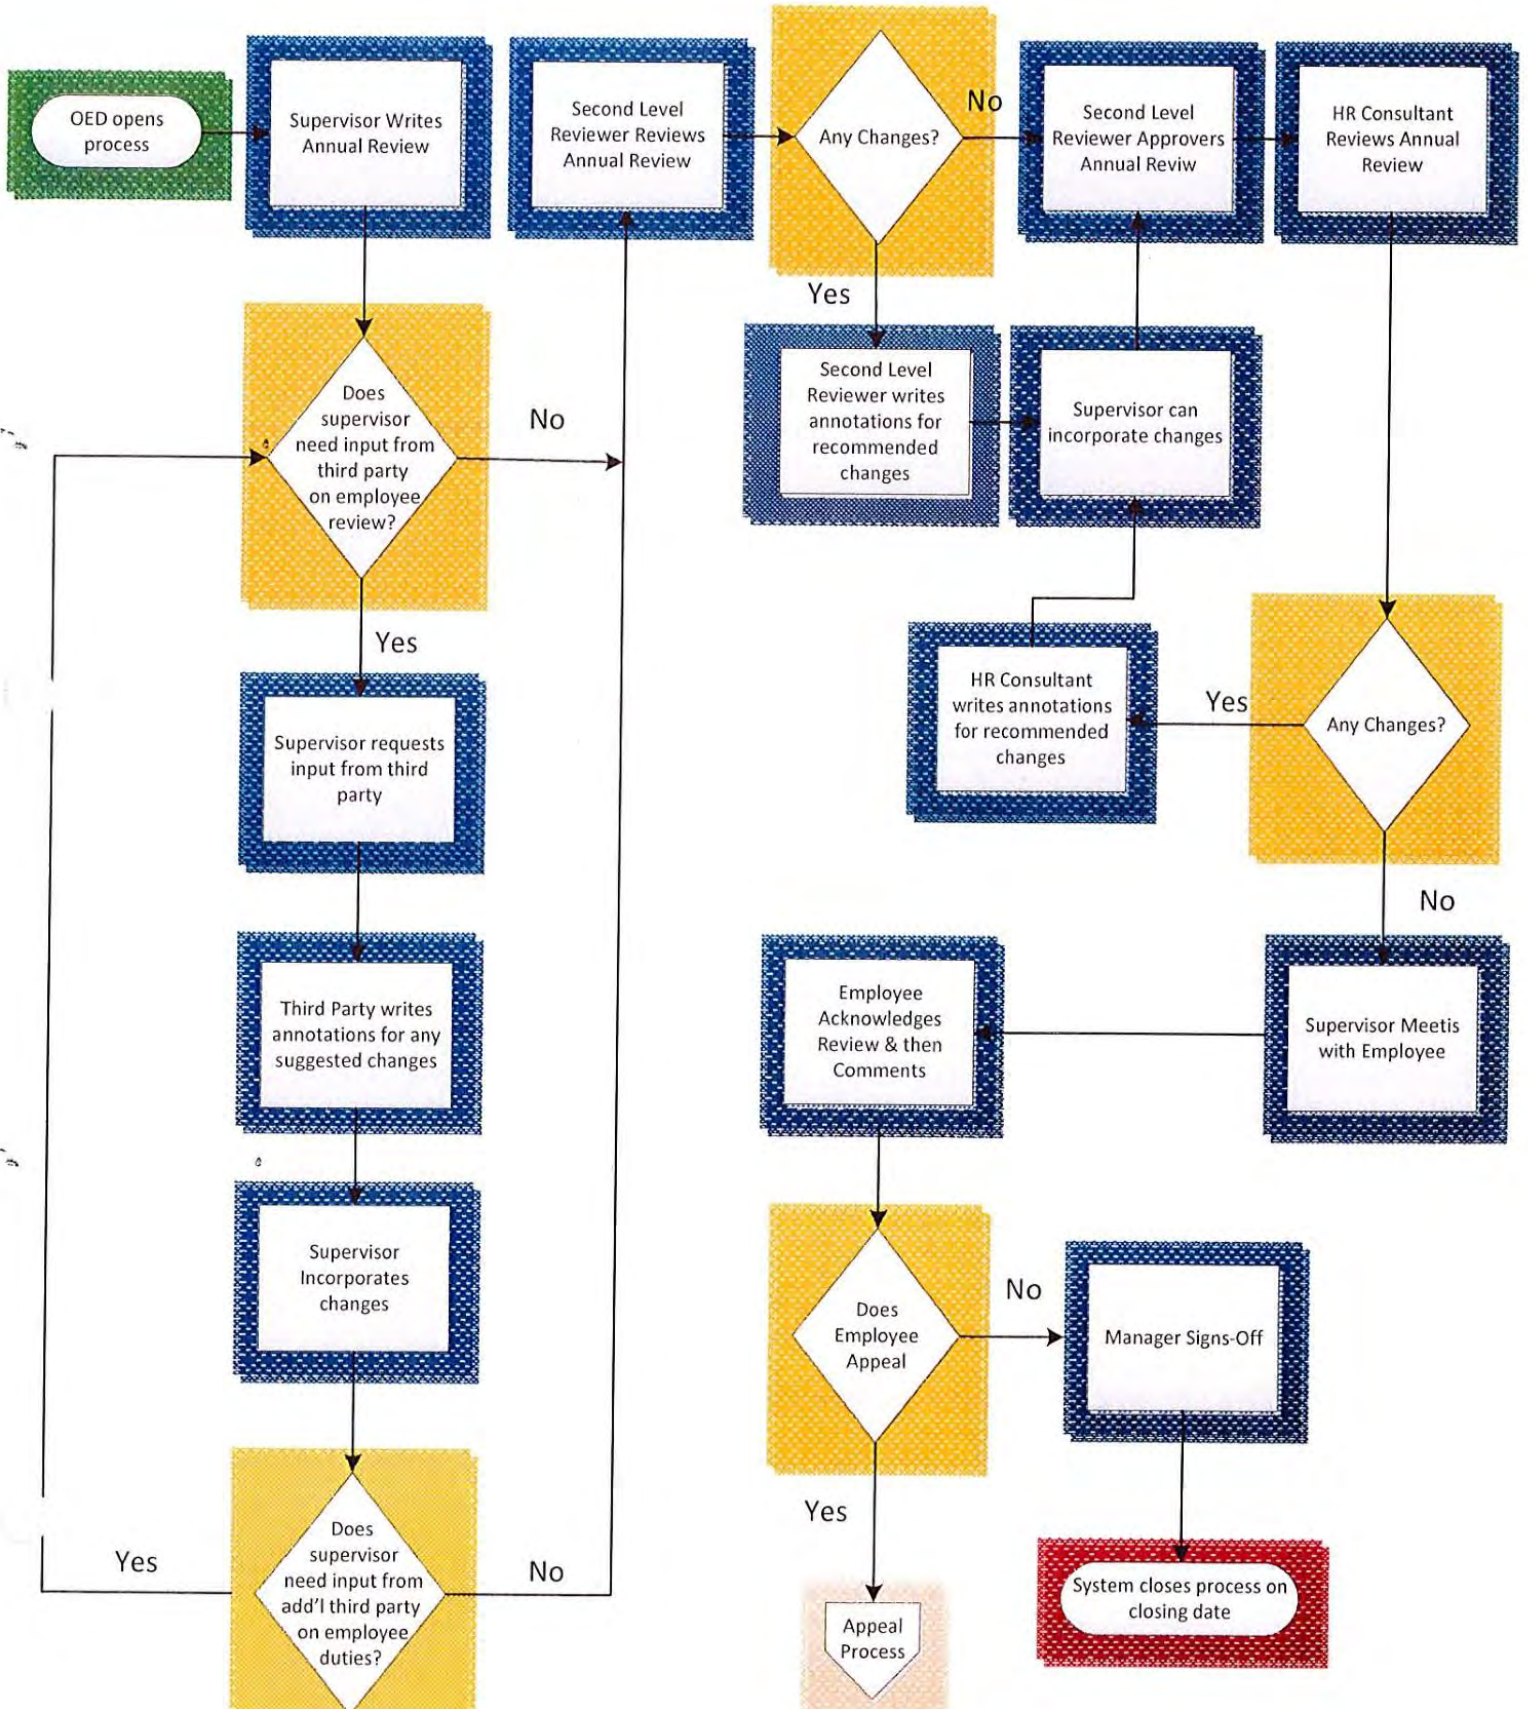 OED opens
process
Supervisor Writes
Annual Review
Second Level
Reviewer Reviews
Annual Review
Any Changes?
No
Second Level
Reviewer Approvers
Annual Reviw
HR Consultant
Reviews Annual
Review
Yes
Second Level
Reviewer writes
annotations for
recommended
changes
Supervisor can
incorporate changes
Does
supervisor
need input from
third party
on employee
review?
No
Yes
HR Consultant
writes annotations
for recommended
changes
Yes
Any Changes?
No
Supervisor requests
input from third
party
Third Party writes
annotations for any
suggested changes
Employee
Acknowledges
Review & then
Comments
Supervisor Meetis
with Employee
Supervisor
Incorporates
changes
Does
Employee
Appeal
No
Manager Signs-Off
Yes
Does
supervisor
need input from
add'l third party
on employee
duties?
Yes
No
Appeal
Process
System closes process on
closing date